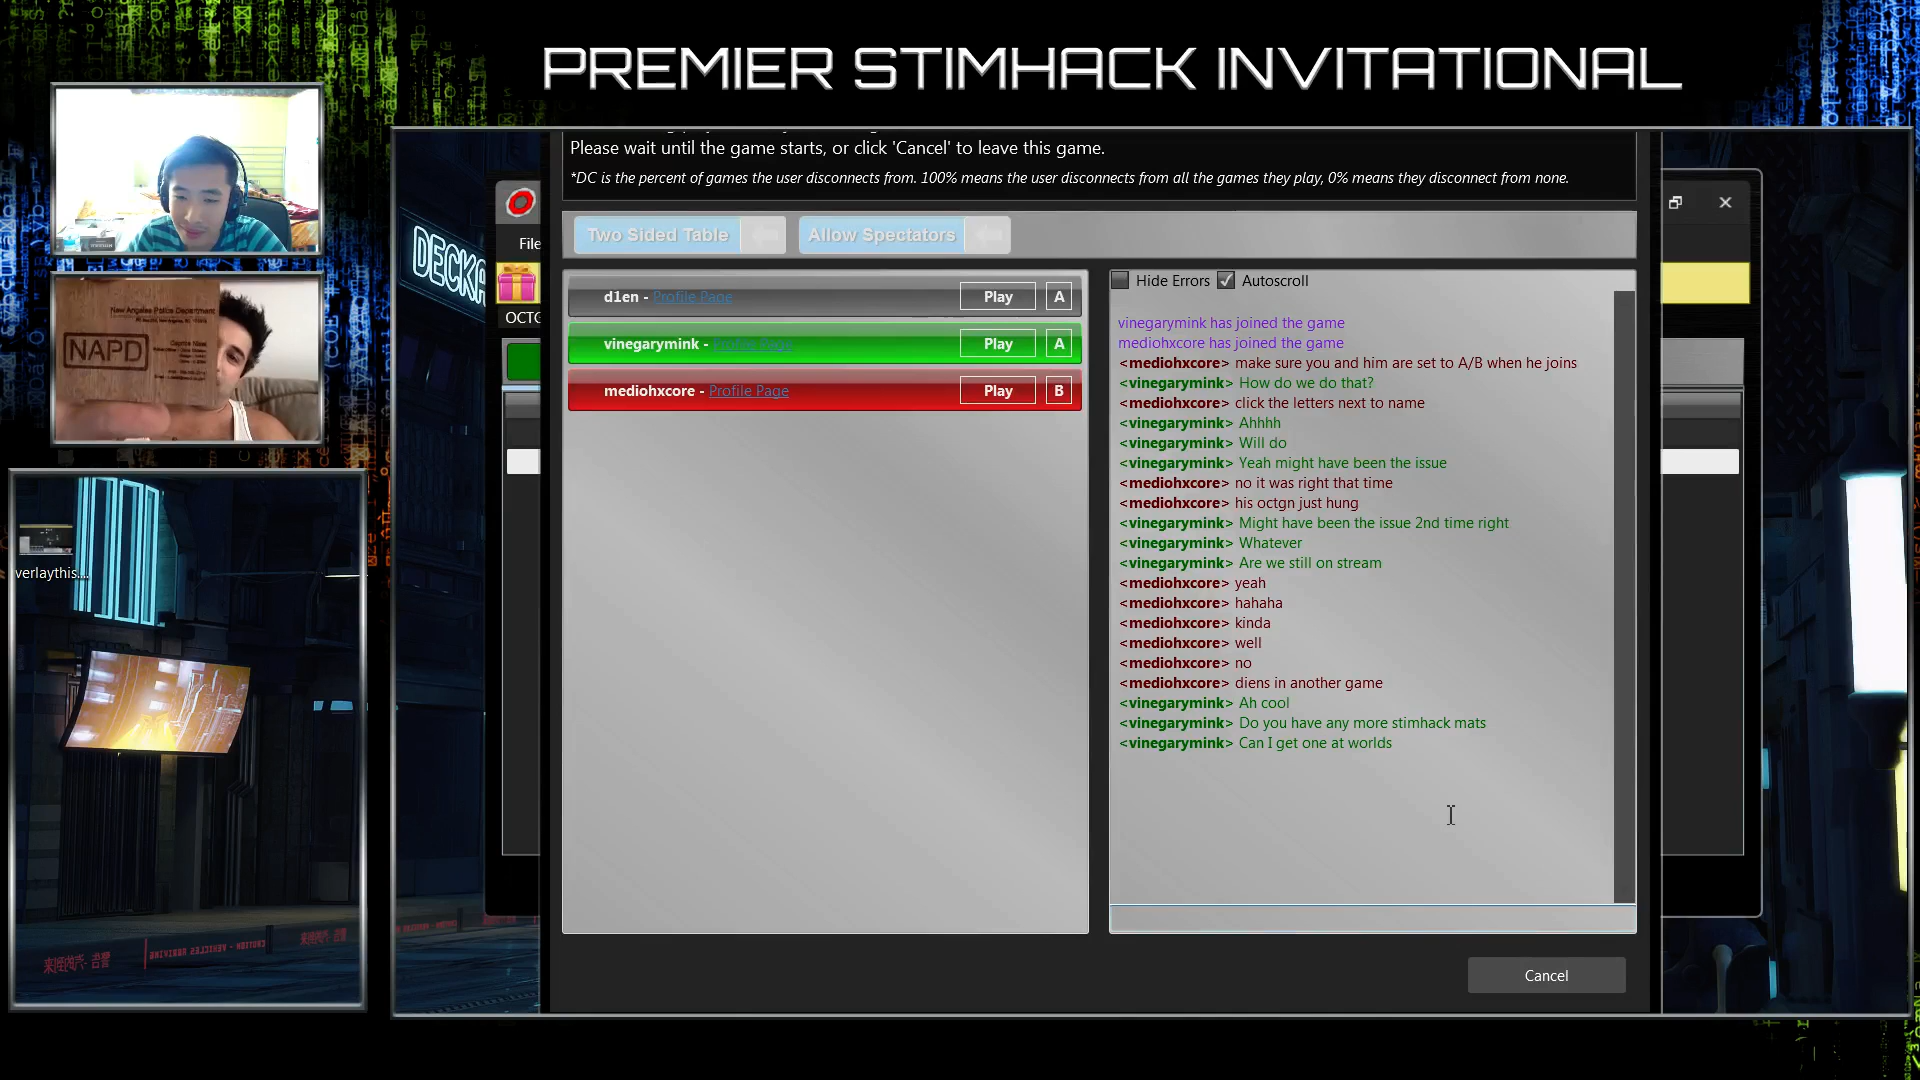 PREMIER STIMHACK INVITATIONAL
Please wait until the game starts, or click 'Cancel' to leave this game.
*DC is the percent of games the user disconnects from. 100% means the user disconnects from all the games they play, 0% means they disconnect from none.
Two Sided Table
Allow Spectators
File
DECKA
OCTG
d1en - Profile Page Play A
vinegarymink - Profile Page Play A
mediohxcore - Profile Page Play B
Hide Errors Autoscroll
vinegarymink has joined the game
mediohxcore has joined the game
<mediohxcore> make sure you and him are set to A/B when he joins
<vinegarymink> How do we do that?
<mediohxcore> click the letters next to name
<vinegarymink> Ahhhh
<vinegarymink> Will do
<vinegarymink> Yeah might have been the issue
<mediohxcore> no it was right that time
<mediohxcore> his octgn just hung
<vinegarymink> Might have been the issue 2nd time right
<vinegarymink> Whatever
<vinegarymink> Are we still on stream
<mediohxcore> yeah
<mediohxcore> hahaha
<mediohxcore> kinda
<mediohxcore> well
<mediohxcore> no
<mediohxcore> diens in another game
<vinegarymink> Ah cool
<vinegarymink> Do you have any more stimhack mats
<vinegarymink> Can I get one at worlds
Cancel
New Angeles Police Department
NAPD
verlaythis....
CAUTION - VEHICLES ARRIVING